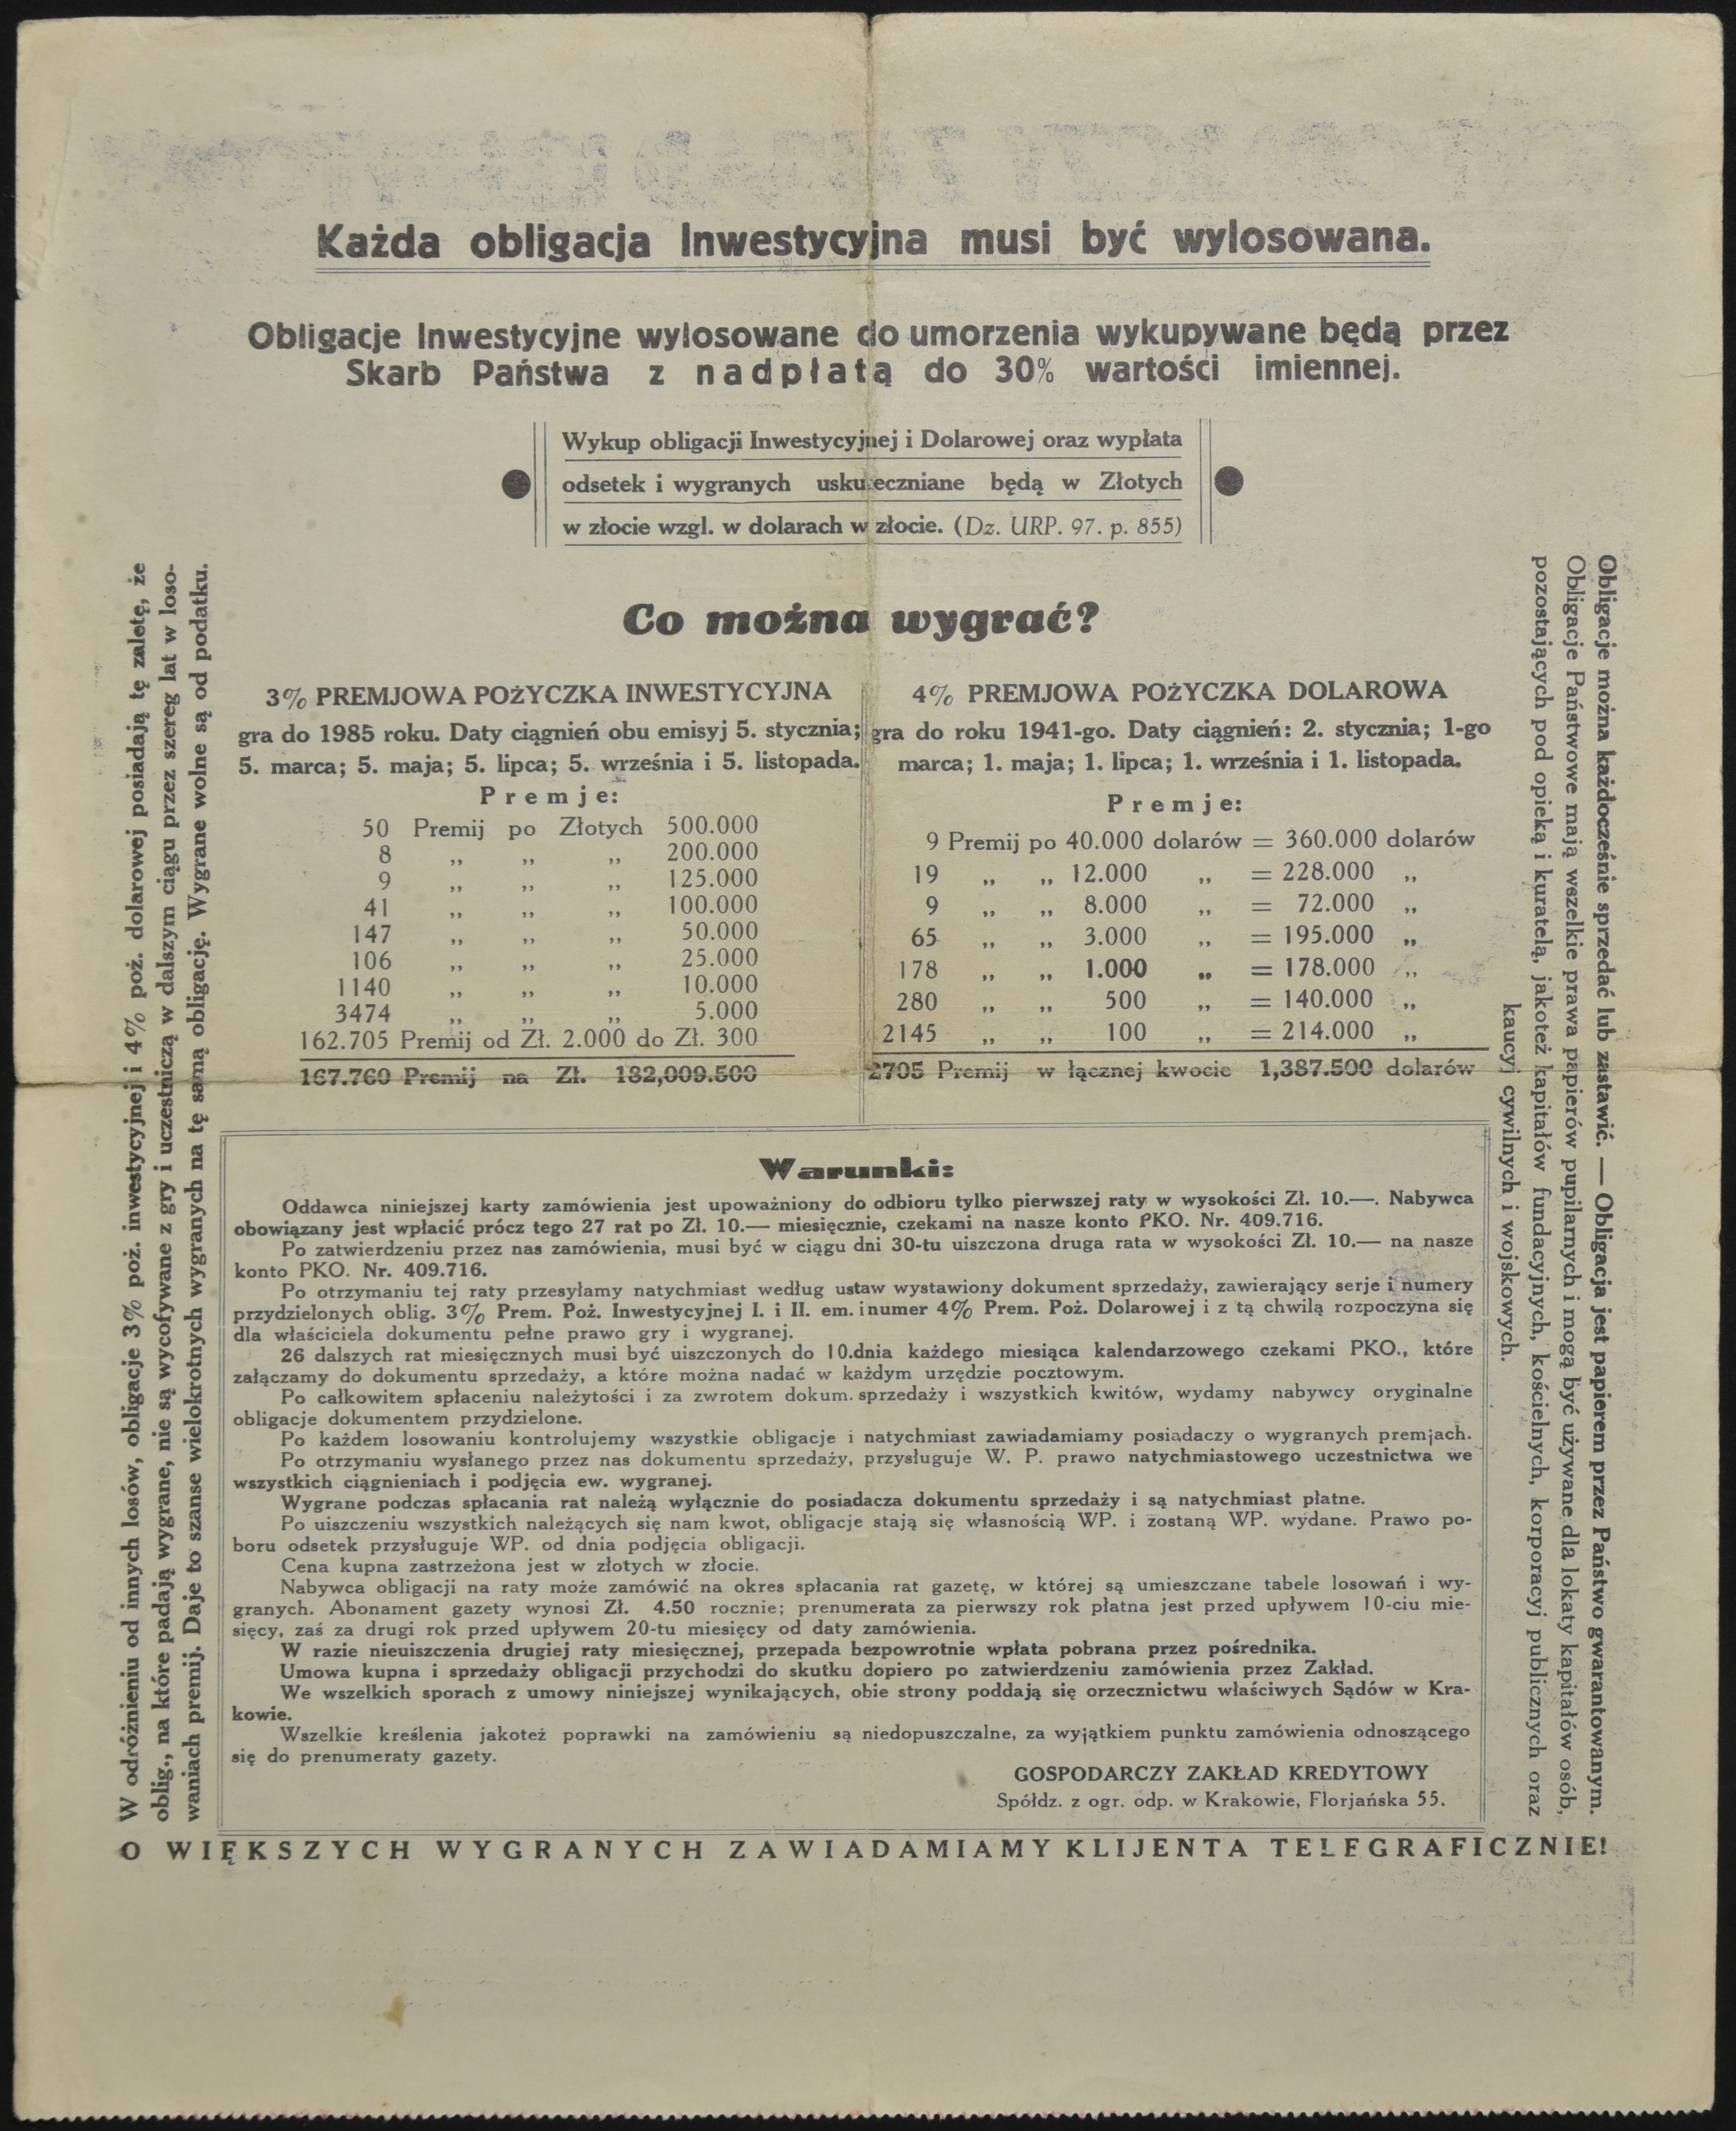 Każda obligacja Inwestycyjna musi być wylosowana.
Obligacje Inwestycyjne wylosowane do umorzenia wykupywane będą przez
Skarb Państwa z nadpłatą do 30% wartości imiennej.
Wykup obligacji Inwestycyjnej i Dolarowej oraz wypłata
odsetek i wygranych uskuteczniane będą w Złotych
w złocie wzgl. w dolarach w złocie. (Dz. URP. 97. p. 855)
Co można wygrać?
3% PREMJOWA POŻYCZKA INWESTYCYJNA
gra do 1985 roku. Daty ciągnień obu emisyj 5. stycznia;
5. marca; 5. maja; 5. lipca; 5. września i 5. listopada.
Premje:
50 Premij po Złotych 500.000
8 „ „ „ 200.000
9 „ „ „ 125.000
41 „ „ „ 100.000
147 „ „ „ 50.000
106 „ „ „ 25.000
1140 „ „ „ 10.000
3474 „ „ „ 5.000
162.705 Premij od Zł. 2.000 do Zł. 300
167.760 Premij na Zł. 132,009.500
4% PREMJOWA POŻYCZKA DOLAROWA
gra do roku 1941-go. Daty ciągnień: 2. stycznia; 1-go
marca; 1. maja; 1. lipca; 1. września i 1. listopada.
Premje:
9 Premij po 40.000 dolarów = 360.000 dolarów
19 „ „ 12.000 „ = 228.000 „
9 „ „ 8.000 „ = 72.000 „
65 „ „ 3.000 „ = 195.000 „
178 „ „ 1.000 „ = 178.000 „
280 „ „ 500 „ = 140.000 „
2145 „ „ 100 „ = 214.000 „
2705 Premij w łącznej kwocie 1,387.500 dolarów
Warunki:
Oddawca niniejszej karty zamówienia jest upoważniony do odbioru tylko pierwszej raty w wysokości Zł. 10.—. Nabywca
obowiązany jest wpłacić prócz tego 27 rat po Zł. 10.— miesięcznie, czekami na nasze konto PKO. Nr. 409.716.
Po zatwierdzeniu przez nas zamówienia, musi być w ciągu dni 30-tu uiszczona druga rata w wysokości Zł. 10.— na nasze
konto PKO. Nr. 409.716.
Po otrzymaniu tej raty przesyłamy natychmiast według ustaw wystawiony dokument sprzedaży, zawierający serje i numery
przydzielonych oblig. 3% Prem. Poż. Inwestycyjnej I. i II. em. i numer 4% Prem. Poż. Dolarowej i z tą chwilą rozpoczyna się
dla właściciela dokumentu pełne prawo gry i wygranej.
26 dalszych rat miesięcznych musi być uiszczonych do 10.dnia każdego miesiąca kalendarzowego czekami PKO., które
załączamy do dokumentu sprzedaży, a które można nadać w każdym urzędzie pocztowym.
Po całkowitem spłaceniu należytości i za zwrotem dokum. sprzedaży i wszystkich kwitów, wydamy nabywcy oryginalne
obligacje dokumentem przydzielone.
Po każdem losowaniu kontrolujemy wszystkie obligacje i natychmiast zawiadamiamy posiadaczy o wygranych premjach.
Po otrzymaniu wysłanego przez nas dokumentu sprzedaży, przysługuje W. P. prawo natychmiastowego uczestnictwa we
wszystkich ciągnieniach i podjęcia ew. wygranej.
Wygrane podczas spłacania rat należą wyłącznie do posiadacza dokumentu sprzedaży i są natychmiast płatne.
Po uiszczeniu wszystkich należących się nam kwot, obligacje stają się własnością WP. i zostaną WP. wydane. Prawo po-
boru odsetek przysługuje WP. od dnia podjęcia obligacji.
Cena kupna zastrzeżona jest w złotych w złocie.
Nabywca obligacji na raty może zamówić na okres spłacania rat gazetę, w której są umieszczane tabele losowań i wy-
granych. Abonament gazety wynosi Zł. 4.50 rocznie; prenumerata za pierwszy rok płatna jest przed upływem 10-ciu mie-
sięcy, zaś za drugi rok przed upływem 20-tu miesięcy od daty zamówienia.
W razie nieuiszczenia drugiej raty miesięcznej, przepada bezpowrotnie wpłata pobrana przez pośrednika.
Umowa kupna i sprzedaży obligacji przychodzi do skutku dopiero po zatwierdzeniu zamówienia przez Zakład.
We wszelkich sporach z umowy niniejszej wynikających, obie strony poddają się orzecznictwu właściwych Sądów w Kra-
kowie.
Wszelkie kreślenia jakoteż poprawki na zamówieniu są niedopuszczalne, za wyjątkiem punktu zamówienia odnoszącego
się do prenumeraty gazety.
GOSPODARCZY ZAKŁAD KREDYTOWY
Spółdz. z ogr. odp. w Krakowie, Florjańska 55.
W odróżnieniu od innych losów, obligacje 3% poż. inwestycyjnej i 4% poż. dolarowej posiadają tę zaletę, że
oblig., na które padają wygrane, nie są wycofywane z gry i uczestniczą w dalszym ciągu przez szereg lat w loso-
waniach premij. Daje to szanse wielokrotnych wygranych na tę samą obligację. Wygrane wolne są od podatku.
Obligacje można każdocześnie sprzedać lub zastawić. — Obligacja jest papierem przez Państwo gwarantowanym.
Obligacje Państwowe mają wszelkie prawa papierów pupilarnych i mogą być używane dla lokaty kapitałów osób,
pozostających pod opieką i kuratelą, jakoteż kapitałów fundacyjnych, kościelnych, korporacyj publicznych oraz
kaucyj cywilnych i wojskowych.
O WIĘKSZYCH WYGRANYCH ZAWIADAMIAMY KLIJENTA TELEGRAFICZNIE!